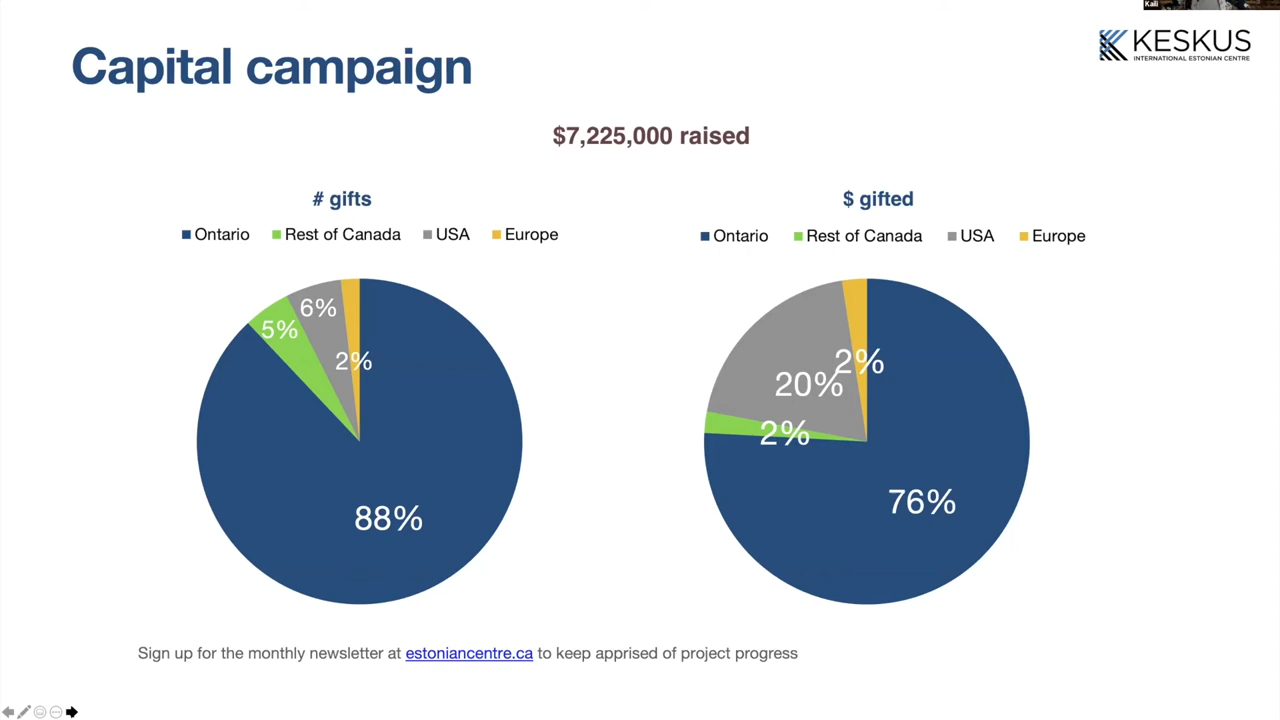 Kali
KESKUS
INTERNATIONAL ESTONIAN CENTRE
Capital campaign
$7,225,000 raised
# gifts
Ontario Rest of Canada USA Europe
6%
5%
2%
88%
$ gifted
Ontario Rest of Canada USA Europe
2%
20%
2%
76%
Sign up for the monthly newsletter at estoniancentre.ca to keep apprised of project progress